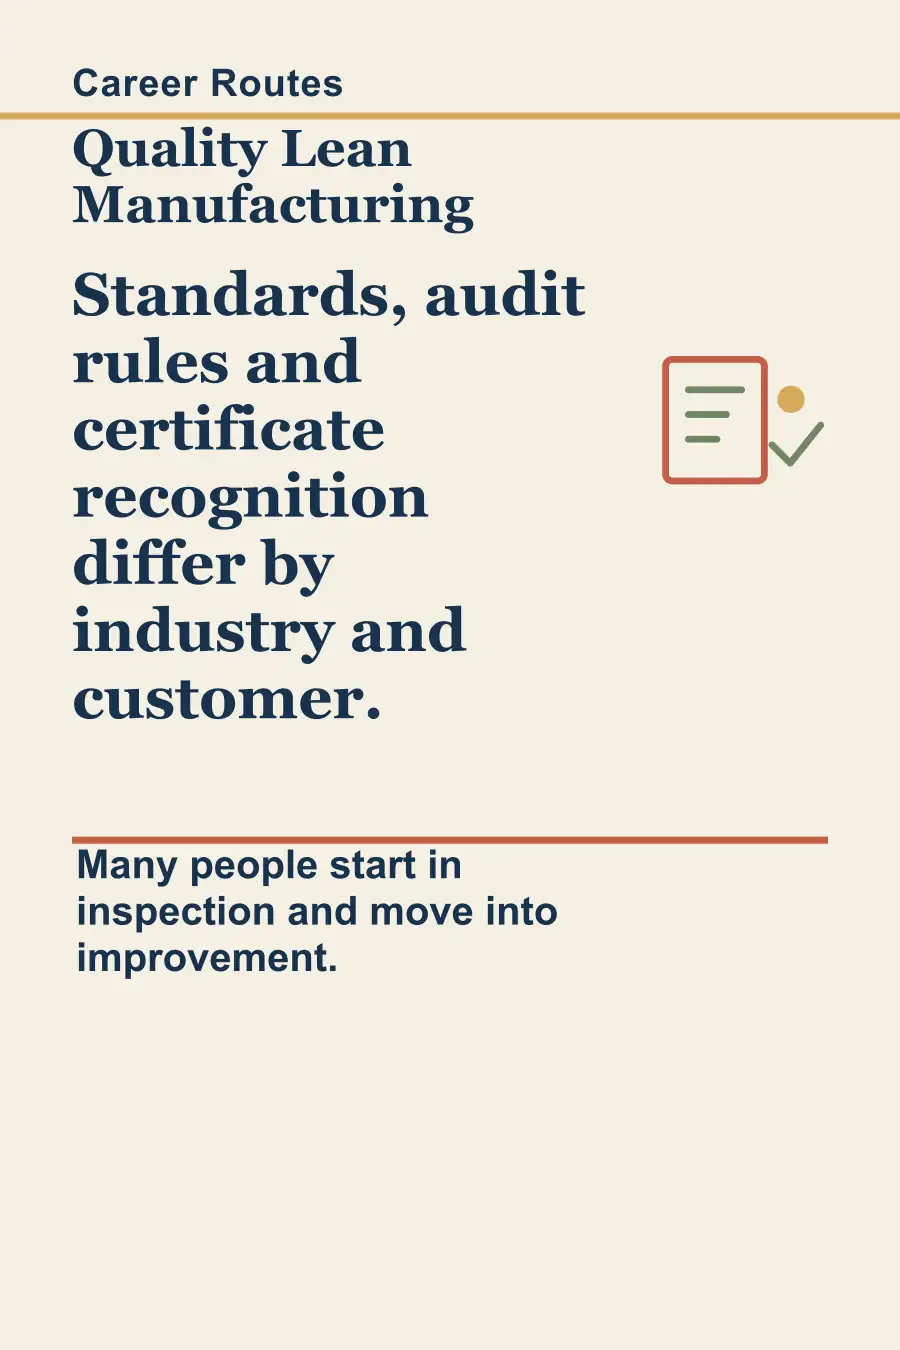 Career Routes
Quality Lean
Manufacturing
Standards, audit
rules and
certificate
recognition
differ by
industry and
customer.
Many people start in
inspection and move into
improvement.